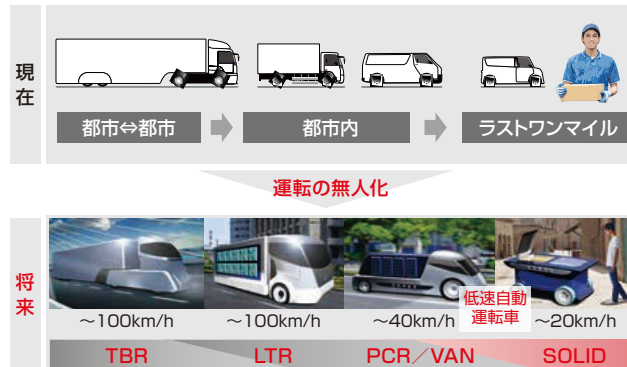 現在
都市⇔都市
都市内
ラストワンマイル
運転の無人化
将来
低速自動
運転車
～100km/h
～100km/h
～40km/h
～20km/h
TBR
LTR
PCR／VAN
SOLID